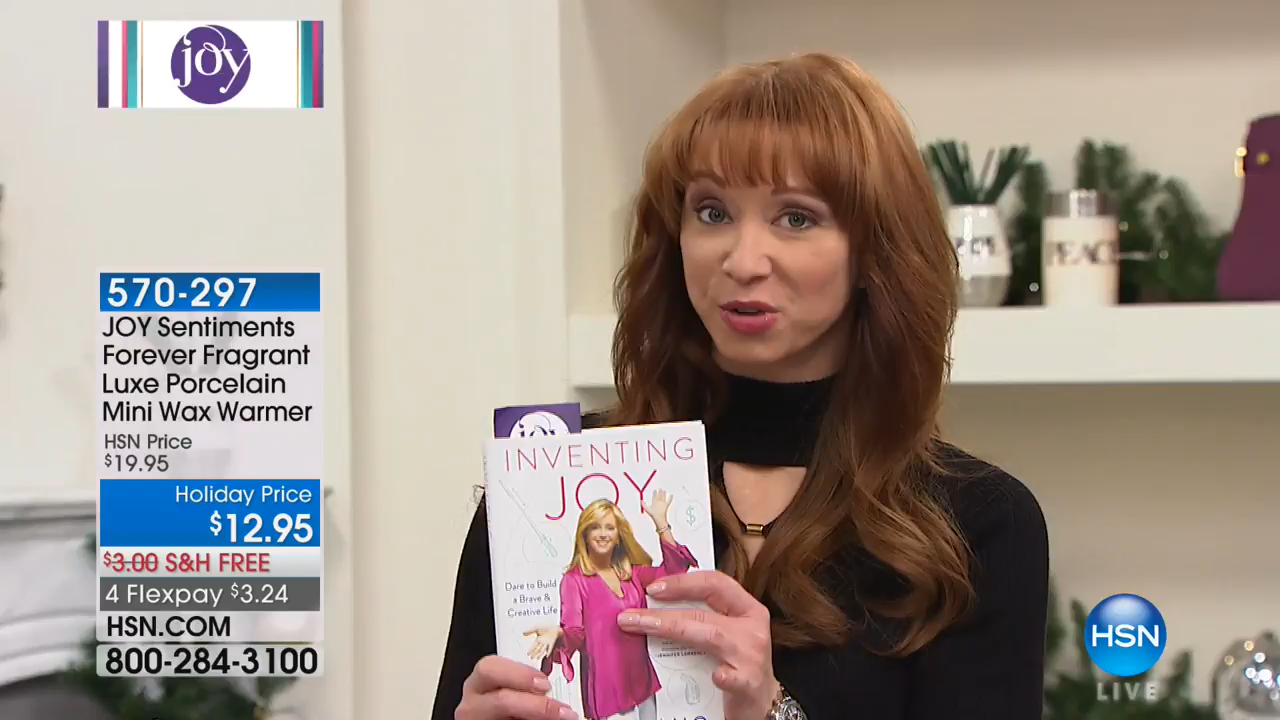 joy
570-297
JOY Sentiments
Forever Fragrant
Luxe Porcelain
Mini Wax Warmer
HSN Price
$19.95
Holiday Price
$12.95
$3.00 S&H FREE
4 Flexpay $3.24
HSN.COM
800-284-3100
joy
INVENTING
JOY
$
Dare to Build
a Brave &
Creative Life
PEACE
HSN
LIVE